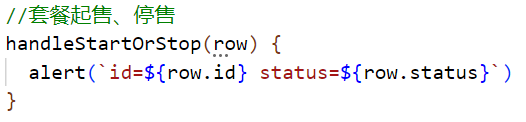 //套餐起售、停售
handleStartOrStop(row) {
  alert(`id=${row.id} status=${row.status}`)
}